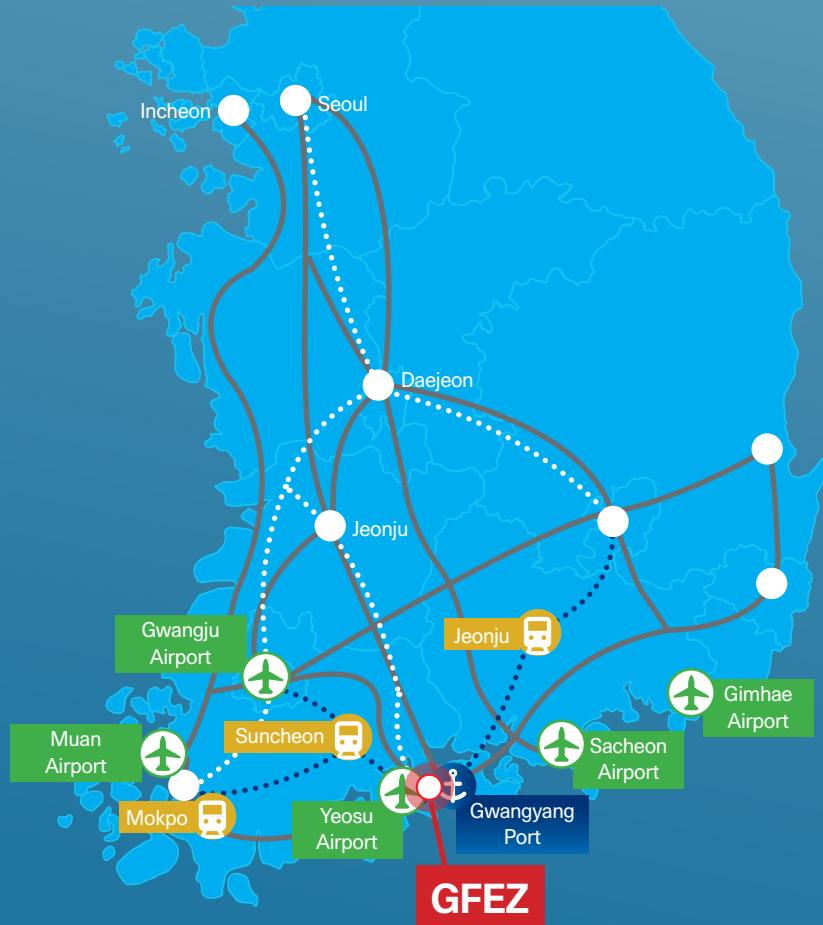 Incheon
Seoul
Daejeon
Jeonju
Gwangju
Airport
Jeonju
Gimhae
Airport
Muan
Airport
Suncheon
Sacheon
Airport
Mokpo
Yeosu
Airport
Gwangyang
Port
GFEZ